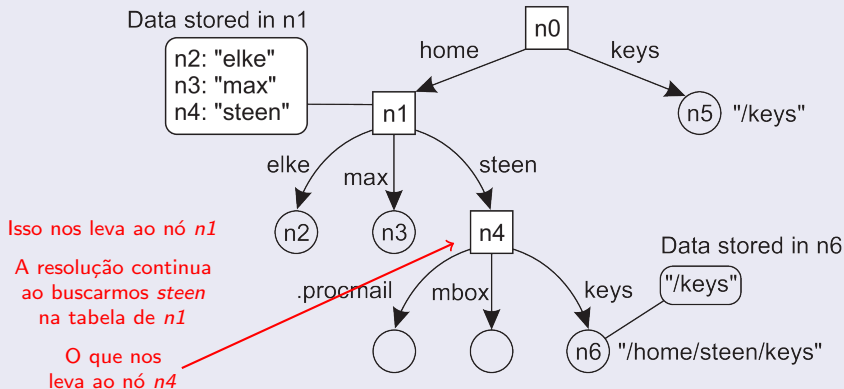 Data stored in n1
n0
home
keys
n2: "elke"
n3: "max"
n4: "steen"
n1
n5
"/keys"
elke
max
steen
Isso nos leva ao nó n1
n2
n3
n4
Data stored in n6
A resolução continua
ao buscarmos steen
na tabela de n1
.procmail
mbox
keys
"/keys"
O que nos
leva ao nó n4
n6
"/home/steen/keys"